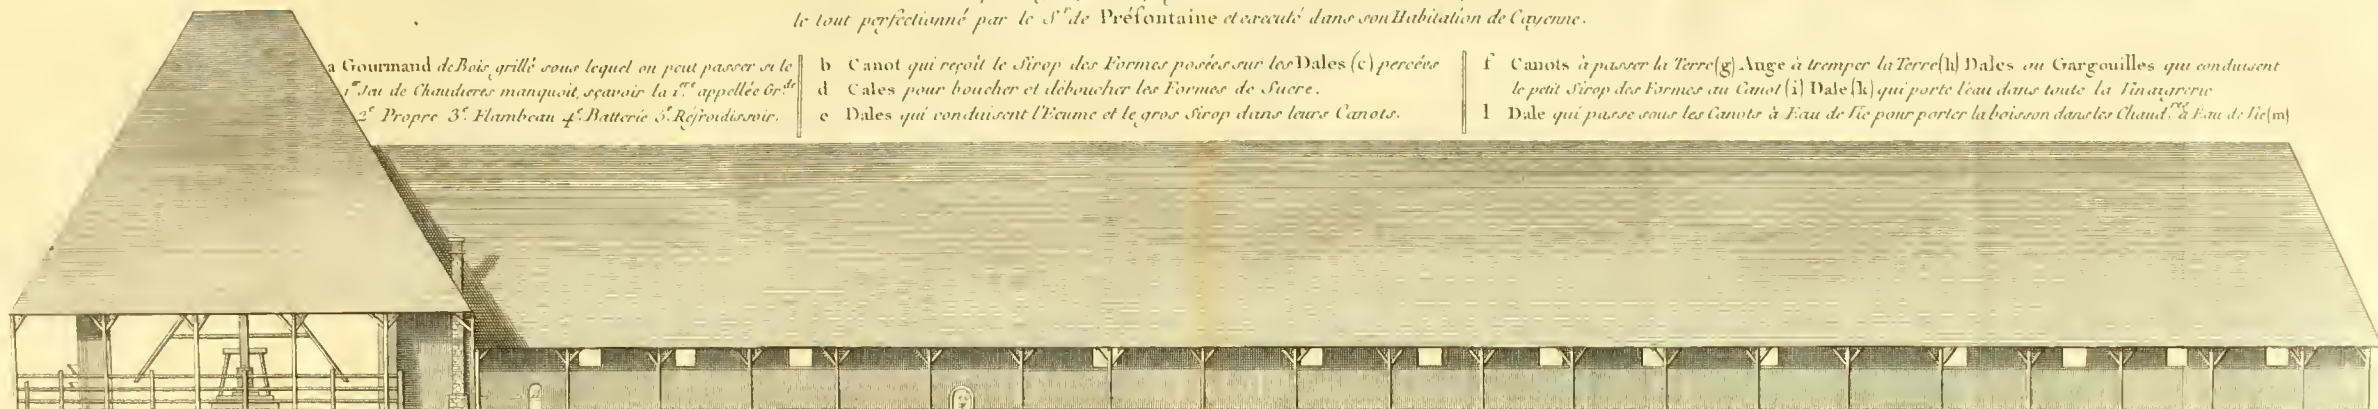 le tout perfectionné par le Sr de Préfontaine et executé dans son Habitation de Cayenne.
a Gourmand de Bois grillé sous lequel on peut passer si le
1er Jeu de Chaudieres manquoit, sçavoir la 1ere appellée Grde
2e Propre 3e Flambeau 4e Batterie 5e Réfroidissoir.
b Canot qui reçoit le Sirop des Formes posées sur les Dales (c) percées
d Cales pour boucher et déboucher les Formes de Sucre.
e Dales qui conduisent l'Ecume et le gros Sirop dans leurs Canots.
f Canots à passer la Terre (g) Auge à tremper la Terre (h) Dales ou Gargouilles qui conduisent
le petit Sirop des Formes au Canot (i) Dale (k) qui porte l'eau dans toute la Vinaigrerie
l Dale qui passe sous les Canots à Eau de Vie pour porter la boisson dans les Chaud.res à Eau de Vie (m)